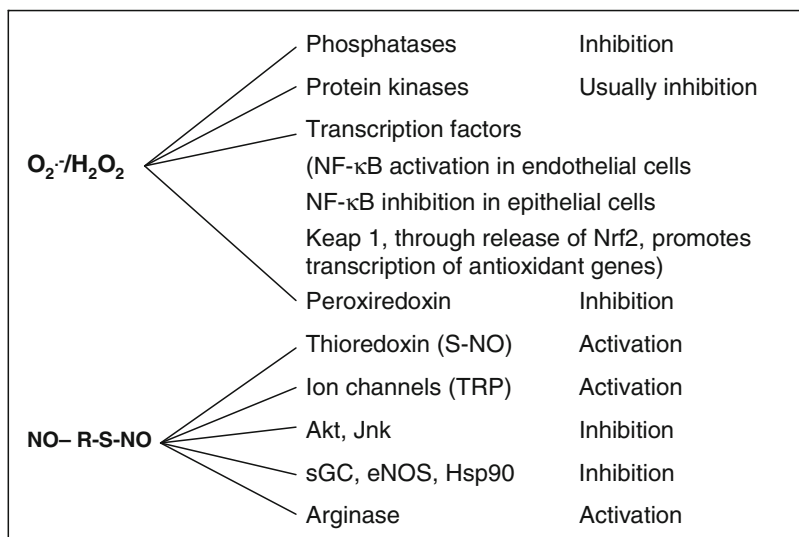 Phosphatases Inhibition
Protein kinases Usually inhibition
Transcription factors
O₂·⁻/H₂O₂ (NF-κB activation in endothelial cells
NF-κB inhibition in epithelial cells
Keap 1, through release of Nrf2, promotes
transcription of antioxidant genes)
Peroxiredoxin Inhibition
Thioredoxin (S-NO) Activation
Ion channels (TRP) Activation
NO– R-S-NO Akt, Jnk Inhibition
sGC, eNOS, Hsp90 Inhibition
Arginase Activation